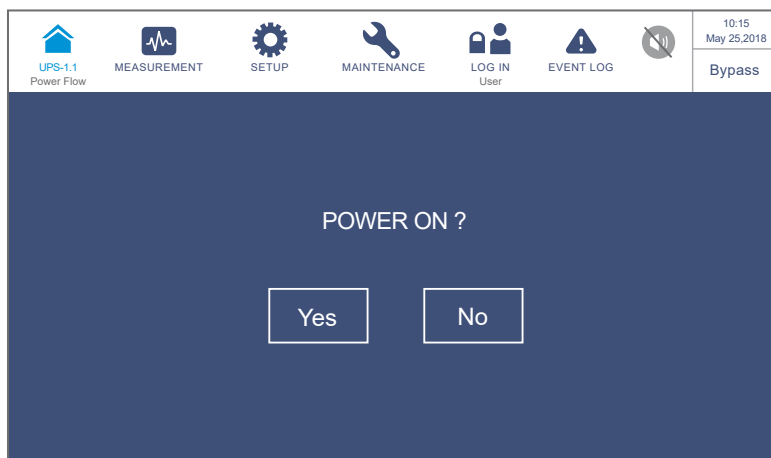 UPS-1.1
Power Flow
MEASUREMENT
SETUP
MAINTENANCE
LOG IN
User
EVENT LOG
10:15
May 25,2018
Bypass
POWER ON ?
Yes
No